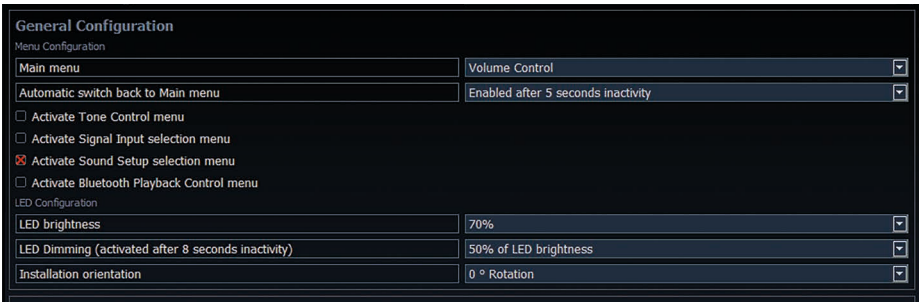 General Configuration
Menu Configuration
Main menu Volume Control
Automatic switch back to Main menu Enabled after 5 seconds inactivity
Activate Tone Control menu
Activate Signal Input selection menu
Activate Sound Setup selection menu
Activate Bluetooth Playback Control menu
LED Configuration
LED brightness 70%
LED Dimming (activated after 8 seconds inactivity) 50% of LED brightness
Installation orientation 0 º Rotation